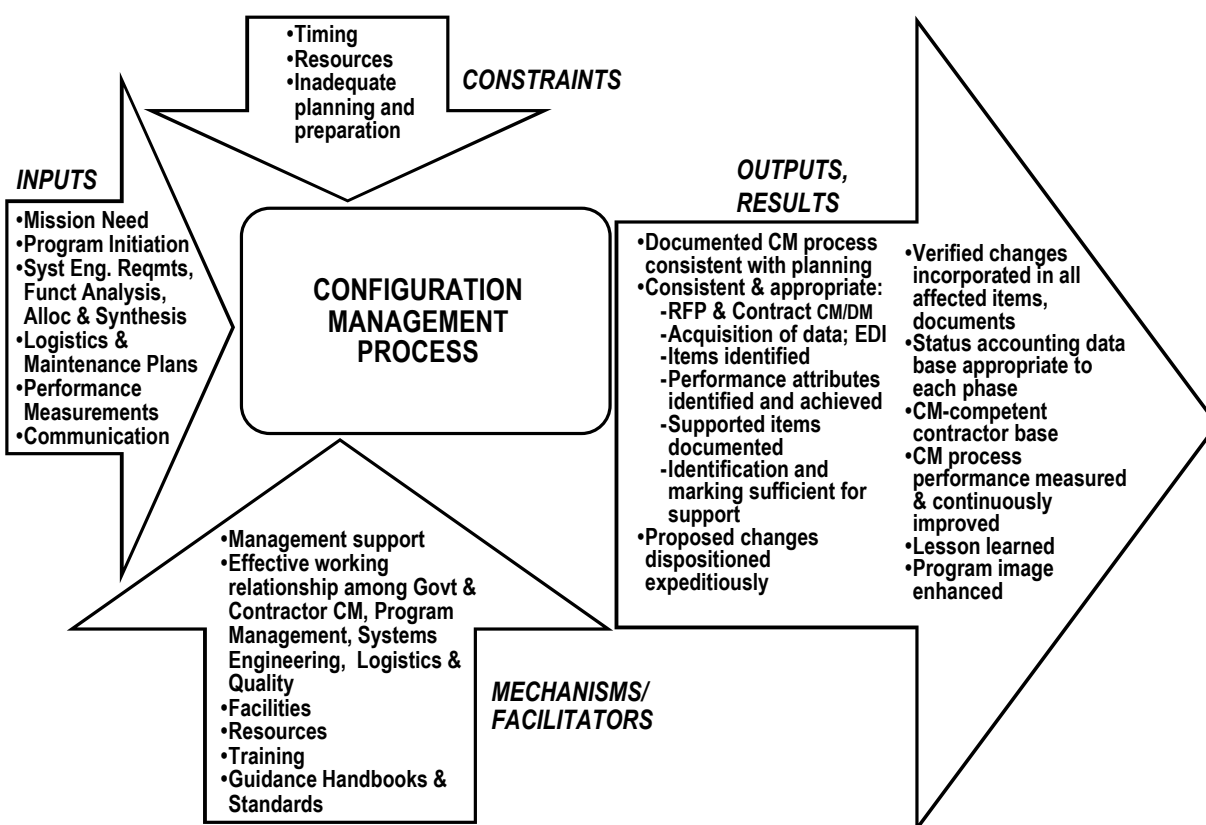 •Timing
•Resources
•Inadequate
planning and
preparation
CONSTRAINTS
INPUTS
•Mission Need
•Program Initiation
•Syst Eng. Reqmts,
Funct Analysis,
Alloc & Synthesis
•Logistics &
Maintenance Plans
•Performance
Measurements
•Communication
CONFIGURATION
MANAGEMENT
PROCESS
OUTPUTS,
RESULTS
•Documented CM process
consistent with planning
•Consistent & appropriate:
-RFP & Contract CM/DM
-Acquisition of data; EDI
-Items identified
-Performance attributes
identified and achieved
-Supported items
documented
-Identification and
marking sufficient for
support
•Proposed changes
dispositioned
expeditiously
•Verified changes
incorporated in all
affected items,
documents
•Status accounting data
base appropriate to
each phase
•CM-competent
contractor base
•CM process
performance measured
& continuously
improved
•Lesson learned
•Program image
enhanced
•Management support
•Effective working
relationship among Govt &
Contractor CM, Program
Management, Systems
Engineering, Logistics &
Quality
•Facilities
•Resources
•Training
•Guidance Handbooks &
Standards
MECHANISMS/
FACILITATORS